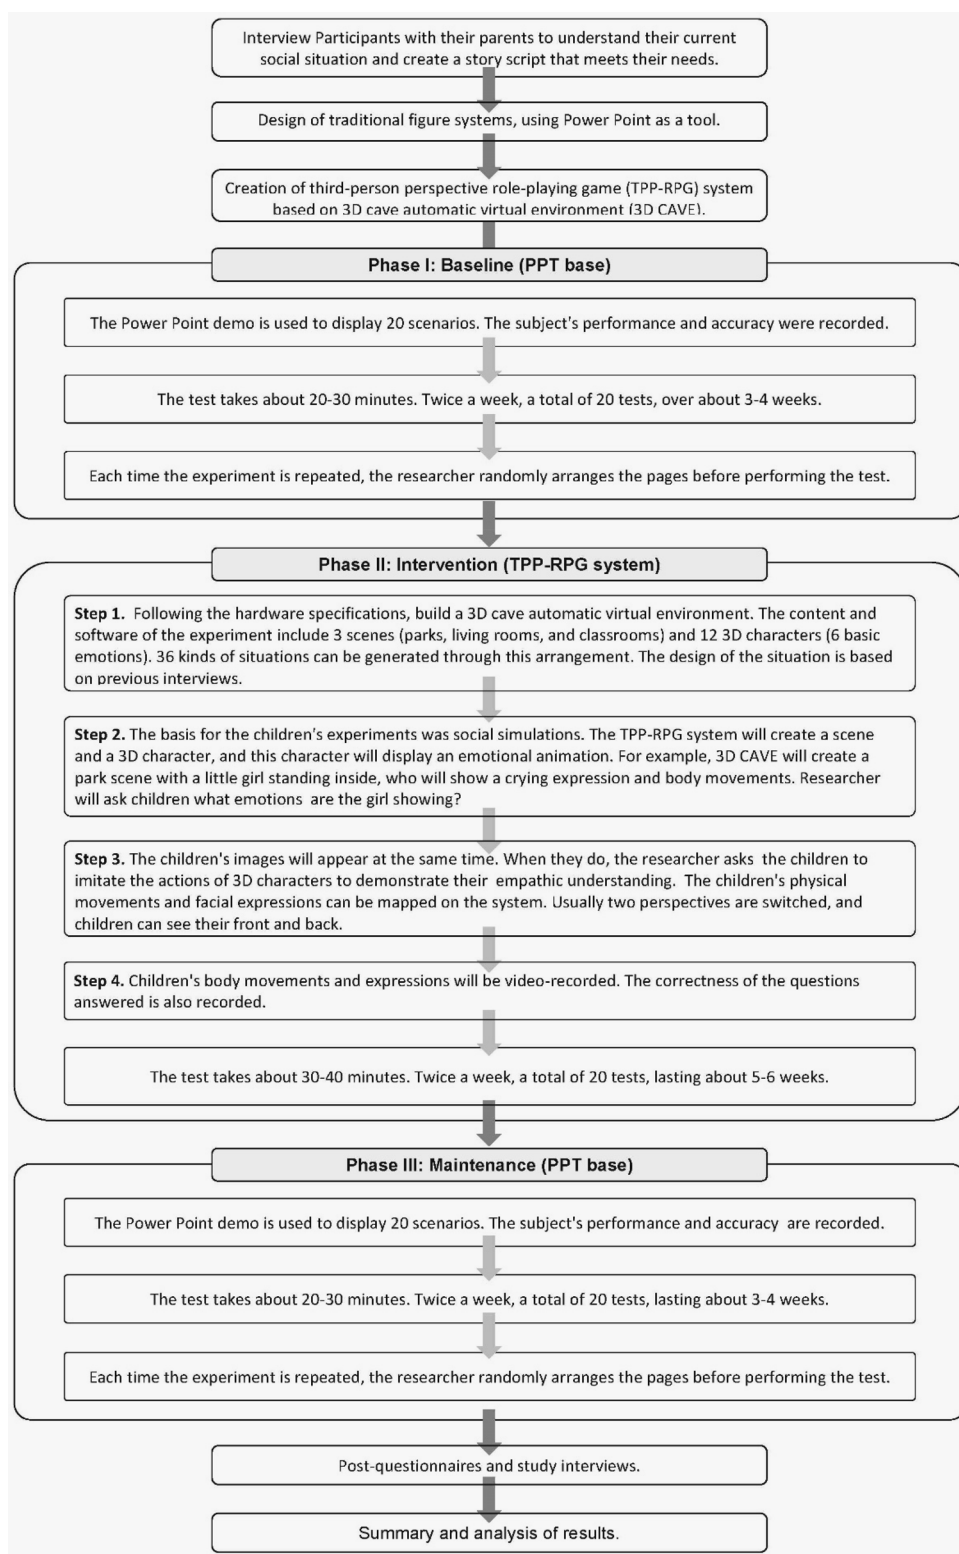 Interview Participants with their parents to understand their current
social situation and create a story script that meets their needs.
Design of traditional figure systems, using Power Point as a tool.
Creation of third-person perspective role-playing game (TPP-RPG) system
based on 3D cave automatic virtual environment (3D CAVE).
Phase I: Baseline (PPT base)
The Power Point demo is used to display 20 scenarios. The subject's performance and accuracy were recorded.
The test takes about 20-30 minutes. Twice a week, a total of 20 tests, over about 3-4 weeks.
Each time the experiment is repeated, the researcher randomly arranges the pages before performing the test.
Phase II: Intervention (TPP-RPG system)
Step 1. Following the hardware specifications, build a 3D cave automatic virtual environment. The content and
software of the experiment include 3 scenes (parks, living rooms, and classrooms) and 12 3D characters (6 basic
emotions). 36 kinds of situations can be generated through this arrangement. The design of the situation is based
on previous interviews.
Step 2. The basis for the children's experiments was social simulations. The TPP-RPG system will create a scene
and a 3D character, and this character will display an emotional animation. For example, 3D CAVE will create a
park scene with a little girl standing inside, who will show a crying expression and body movements. Researcher
will ask children what emotions are the girl showing?
Step 3. The children's images will appear at the same time. When they do, the researcher asks the children to
imitate the actions of 3D characters to demonstrate their empathic understanding. The children's physical
movements and facial expressions can be mapped on the system. Usually two perspectives are switched, and
children can see their front and back.
Step 4. Children's body movements and expressions will be video-recorded. The correctness of the questions
answered is also recorded.
The test takes about 30-40 minutes. Twice a week, a total of 20 tests, lasting about 5-6 weeks.
Phase III: Maintenance (PPT base)
The Power Point demo is used to display 20 scenarios. The subject's performance and accuracy are recorded.
The test takes about 20-30 minutes. Twice a week, a total of 20 tests, lasting about 3-4 weeks.
Each time the experiment is repeated, the researcher randomly arranges the pages before performing the test.
Post-questionnaires and study interviews.
Summary and analysis of results.